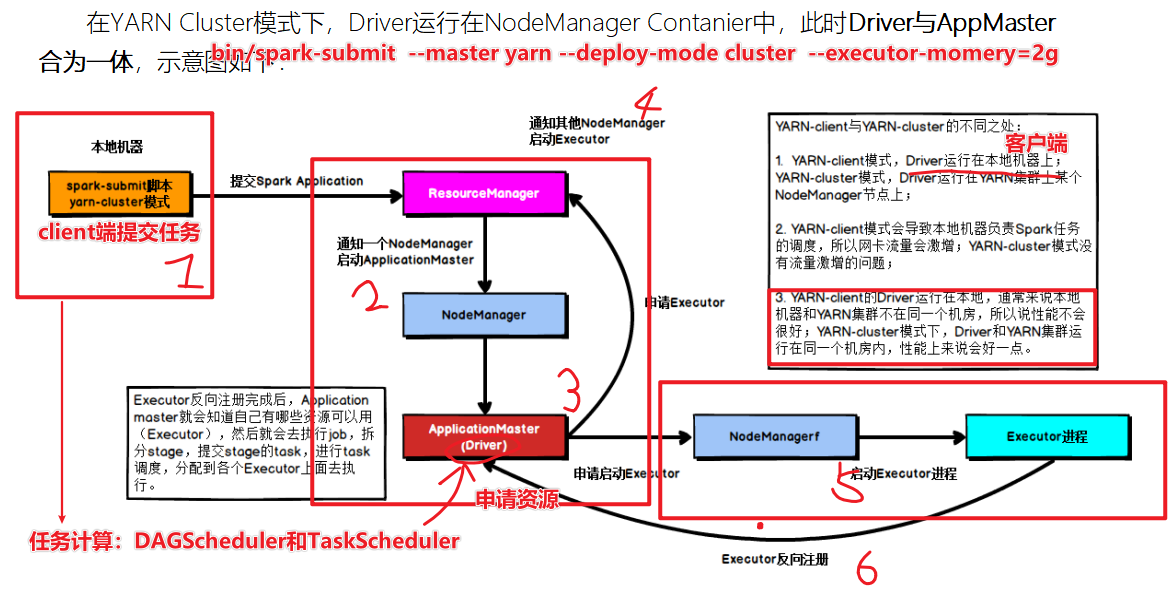 在YARN Cluster模式下，Driver运行在NodeManager Contanier中，此时Driver与AppMaster
合为一体，示意图如下：
bin/spark-submit --master yarn --deploy-mode cluster --executor-momery=2g
4
通知其他NodeManager
启动Executor
本地机器
spark-submit脚本
yarn-cluster模式
client端提交任务
1
提交Spark Application
ResourceManager
通知一个NodeManager
启动ApplicationMaster
2
NodeManager
申请Executor
3
ApplicationMaster
(Driver)
申请启动Executor
申请资源
NodeManagerf
Executor进程
启动Executor进程
5
Executor反向注册
6
YARN-client与YARN-cluster的不同之处：
客户端
1. YARN-client模式，Driver运行在本地机器上；
YARN-cluster模式，Driver运行在YARN集群上某个
NodeManager节点上；
2. YARN-client模式会导致本地机器负责Spark任务
的调度，所以网卡流量会激增；YARN-cluster模式没
有流量激增的问题；
3. YARN-client的Driver运行在本地，通常来说本地
机器和YARN集群不在同一个机房，所以说性能不会
很好；YARN-cluster模式下，Driver和YARN集群运
行在同一个机房内，性能上来说会好一点。
Executor反向注册完成后，Application
master就会知道自己有哪些资源可以用
（Executor），然后就会去执行job，拆
分stage，提交stage的task，进行task
调度，分配到各个Executor上面去执
行。
任务计算：DAGScheduler和TaskScheduler